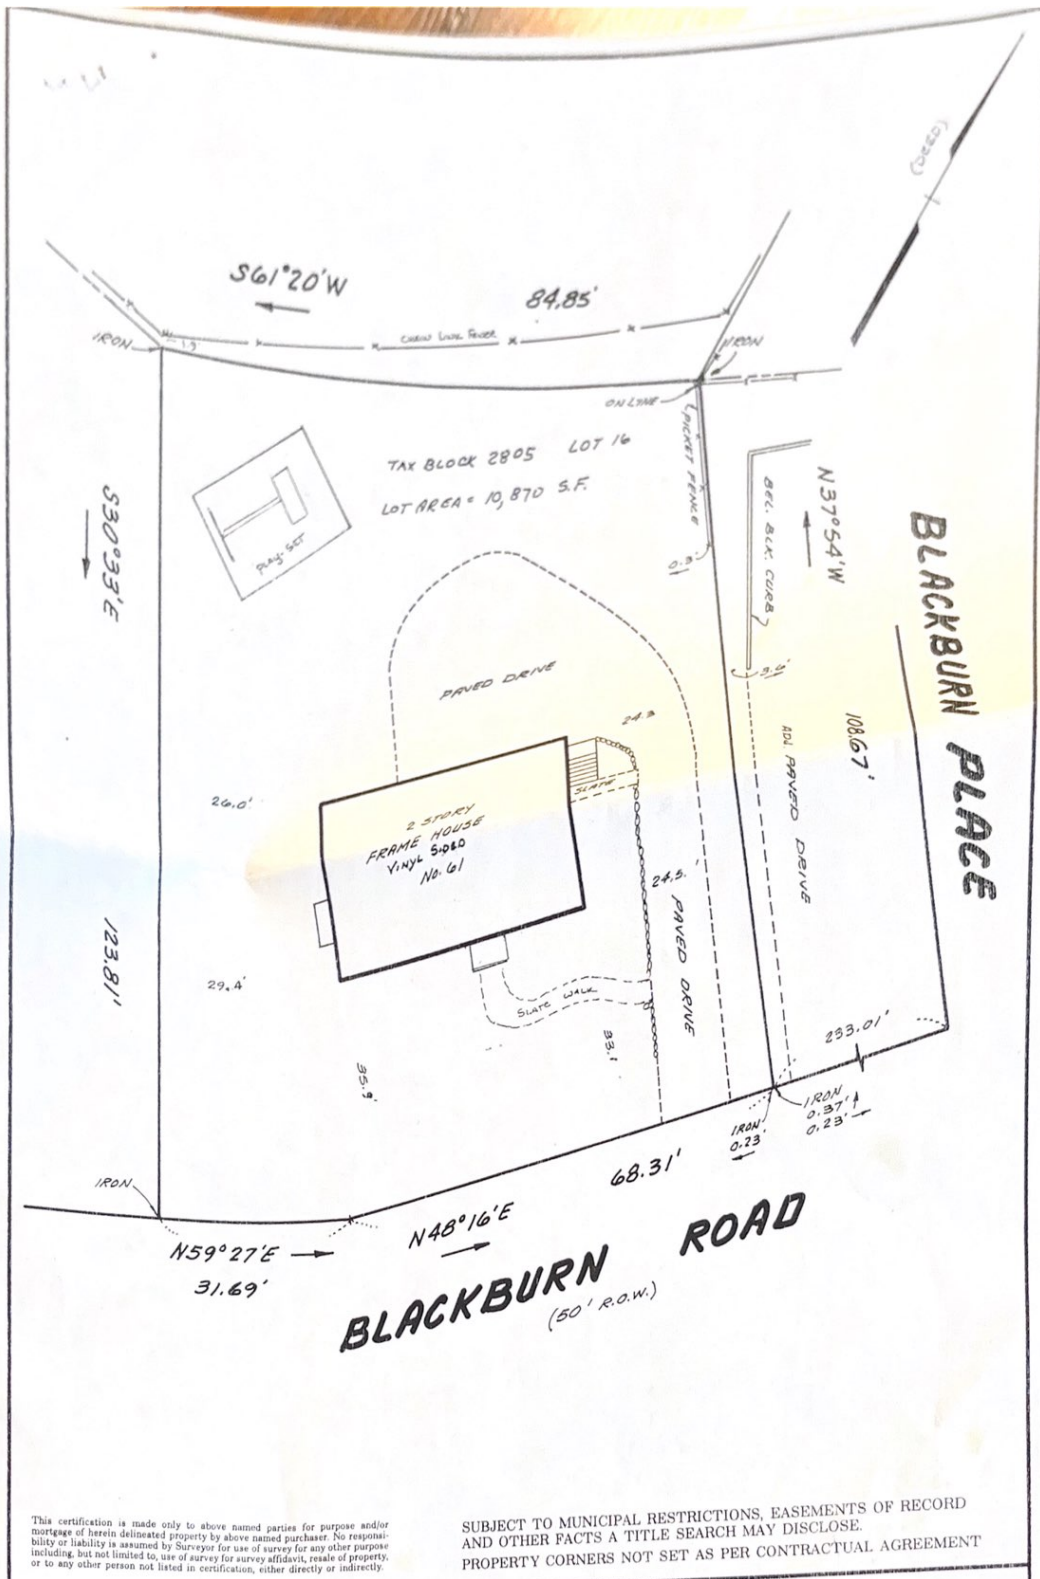 (DEED)
S61°20'W
84.85'
IRON
1.9'
CHAIN LINK FENCE
IRON
ON LINE
PICKET FENCE
TAX BLOCK 2805 LOT 16
LOT AREA = 10,870 S.F.
PLAY-SET
S30°33'E
0.3'
BEL. BLK. CURB
N37°54'W
BLACKBURN PLACE
3.6'
PAVED DRIVE
24.3
108.67'
ADJ. PAVED DRIVE
SLATE
26.0'
2 STORY
FRAME HOUSE
VINYL SIDED
No. 61
24.5'
PAVED DRIVE
123.81'
29.4'
SLATE WALK
33.1
35.9'
233.01'
IRON
0.37'
0.23'
IRON
0.23'
68.31'
IRON
N59°27'E
31.69'
N48°16'E
BLACKBURN ROAD
(50' R.O.W.)
This certification is made only to above named parties for purpose and/or
mortgage of herein delineated property by above named purchaser. No responsi-
bility or liability is assumed by Surveyor for use of survey for any other purpose
including, but not limited to, use of survey for survey affidavit, resale of property,
or to any other person not listed in certification, either directly or indirectly.
SUBJECT TO MUNICIPAL RESTRICTIONS, EASEMENTS OF RECORD
AND OTHER FACTS A TITLE SEARCH MAY DISCLOSE.
PROPERTY CORNERS NOT SET AS PER CONTRACTUAL AGREEMENT